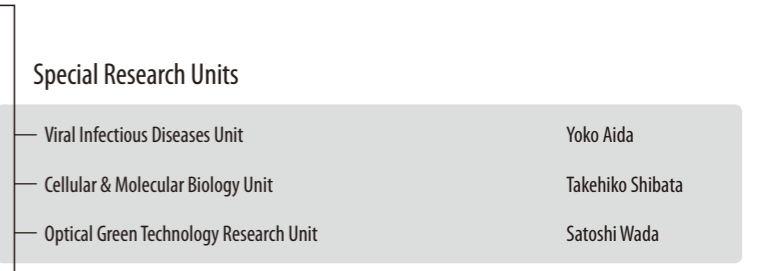 Special Research Units
Viral Infectious Diseases Unit Yoko Aida
Cellular & Molecular Biology Unit Takehiko Shibata
Optical Green Technology Research Unit Satoshi Wada